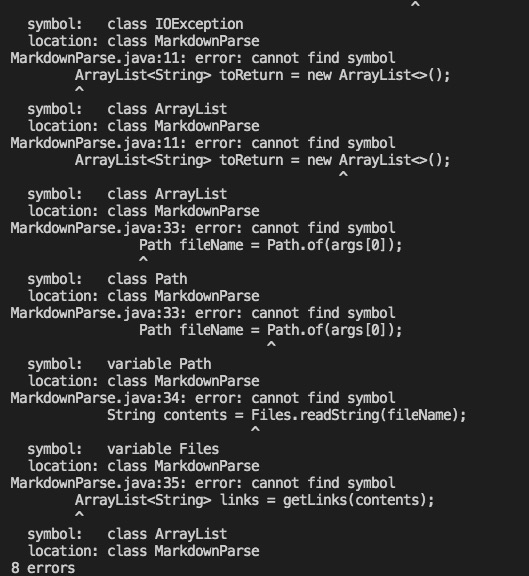 ^
symbol:   class IOException
location: class MarkdownParse
MarkdownParse.java:11: error: cannot find symbol
ArrayList<String> toReturn = new ArrayList<>();
^
symbol:   class ArrayList
location: class MarkdownParse
MarkdownParse.java:11: error: cannot find symbol
ArrayList<String> toReturn = new ArrayList<>();
^
symbol:   class ArrayList
location: class MarkdownParse
MarkdownParse.java:33: error: cannot find symbol
Path fileName = Path.of(args[0]);
^
symbol:   class Path
location: class MarkdownParse
MarkdownParse.java:33: error: cannot find symbol
Path fileName = Path.of(args[0]);
^
symbol:   variable Path
location: class MarkdownParse
MarkdownParse.java:34: error: cannot find symbol
String contents = Files.readString(fileName);
^
symbol:   variable Files
location: class MarkdownParse
MarkdownParse.java:35: error: cannot find symbol
ArrayList<String> links = getLinks(contents);
^
symbol:   class ArrayList
location: class MarkdownParse
8 errors